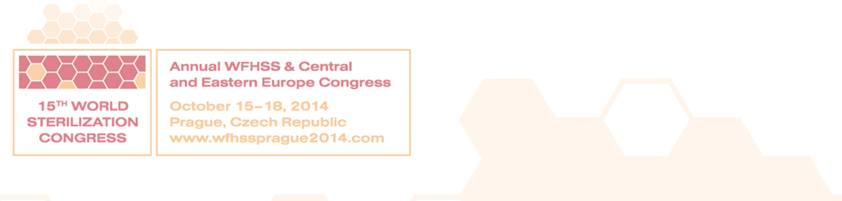 15TH WORLD
STERILIZATION
CONGRESS
Annual WFHSS & Central
and Eastern Europe Congress
October 15–18, 2014
Prague, Czech Republic
www.wfhssprague2014.com